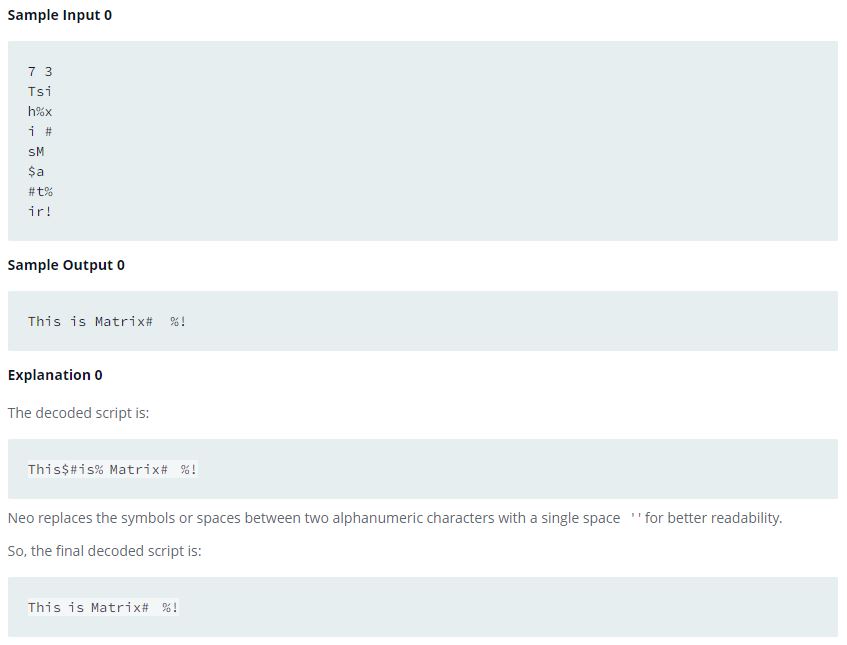 Sample Input 0
7 3
Tsi
h%x
i #
sM
$a
#t%
ir!
Sample Output 0
This is Matrix#  %!
Explanation 0
The decoded script is:
This$#is% Matrix#  %!
Neo replaces the symbols or spaces between two alphanumeric characters with a single space  ' ' for better readability.
So, the final decoded script is:
This is Matrix#  %!